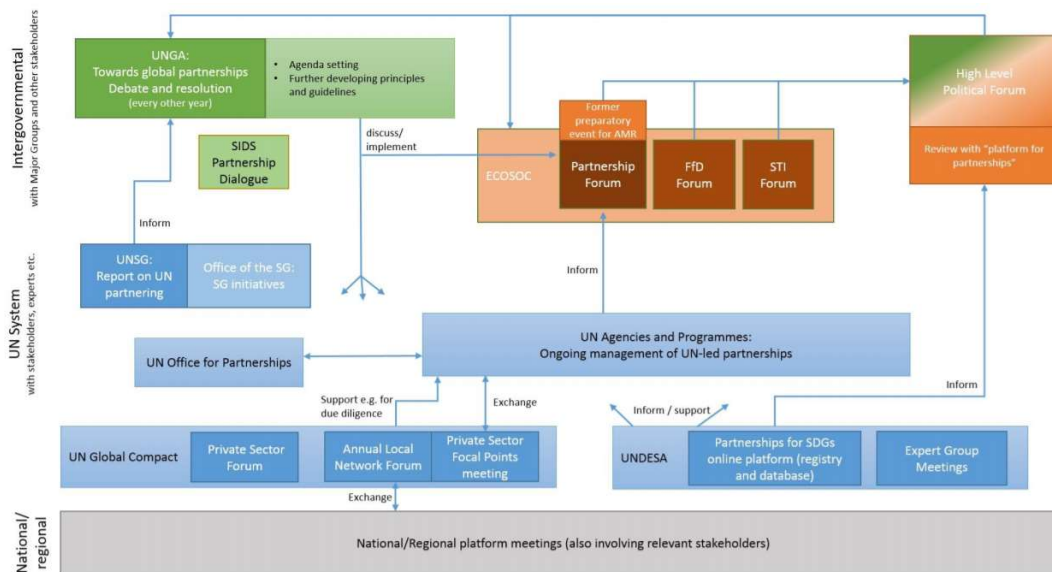 Intergovernmental
with Major Groups and other stakeholders
UNGA:
Towards global partnerships
Debate and resolution
(every other year)
• Agenda setting
• Further developing principles
and guidelines
SIDS
Partnership
Dialogue
discuss/
implement
ECOSOC
Former
preparatory
event for AMR
Partnership
Forum
FfD
Forum
STI
Forum
High Level
Political Forum
Review with "platform for
partnerships"
Inform
UN System
with stakeholders, experts etc.
UNSG:
Report on UN
partnering
Office of the SG:
SG initiatives
Inform
UN Office for Partnerships
UN Agencies and Programmes:
Ongoing management of UN-led partnerships
Support e.g. for
due diligence
Exchange
Inform / support
Inform
UN Global Compact
Private Sector
Forum
Annual Local
Network Forum
Private Sector
Focal Points
meeting
UNDESA
Partnerships for SDGs
online platform (registry
and database)
Expert Group
Meetings
Exchange
National/
regional
National/Regional platform meetings (also involving relevant stakeholders)